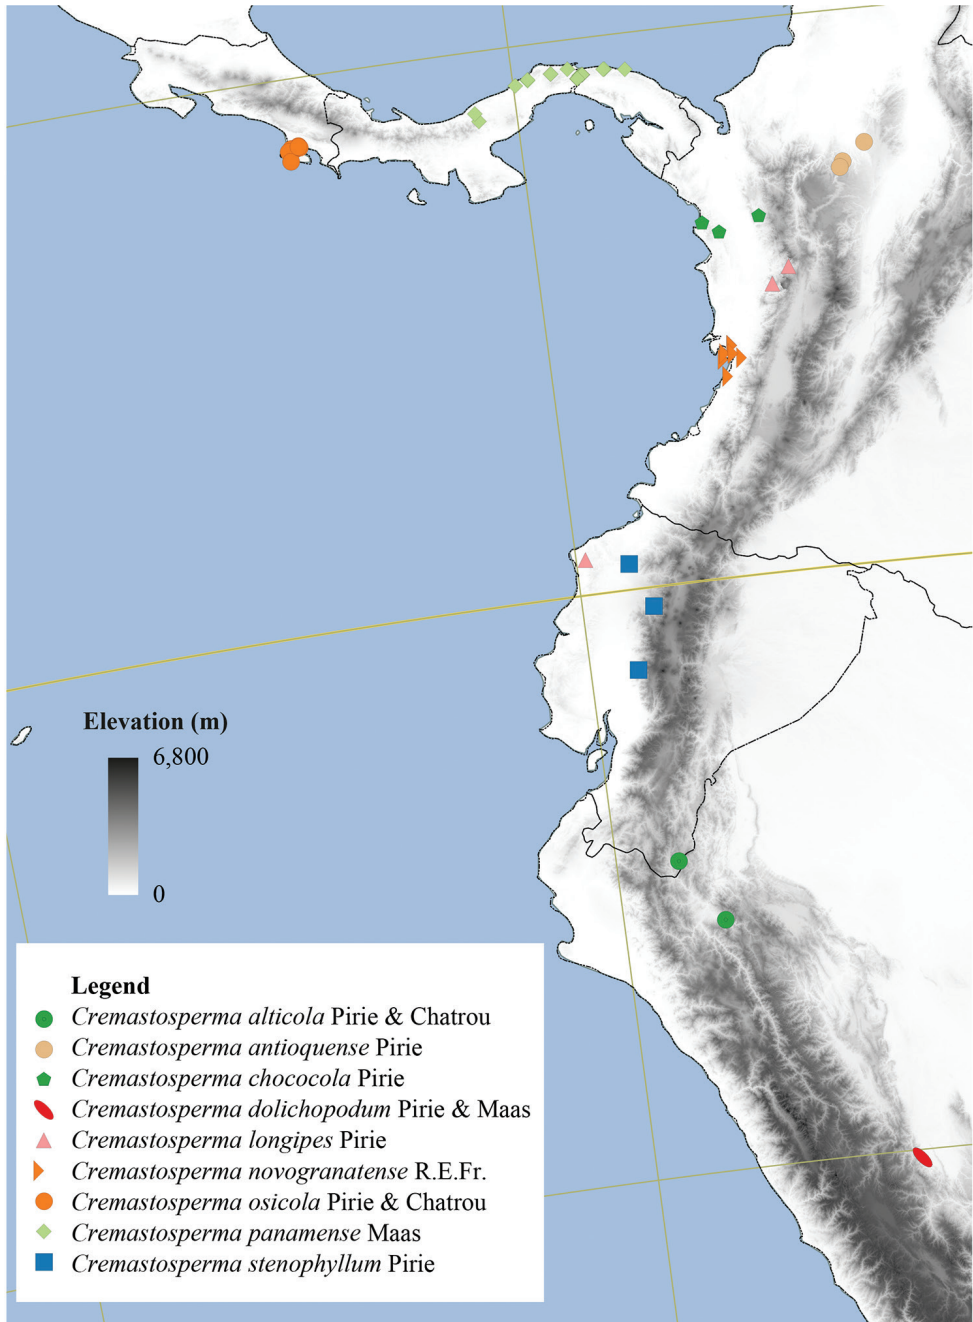 Elevation (m)
6,800
0
Legend
Cremastosperma alticola Pirie & Chatrou
Cremastosperma antioquense Pirie
Cremastosperma chococola Pirie
Cremastosperma dolichopodum Pirie & Maas
Cremastosperma longipes Pirie
Cremastosperma novogranatense R.E.Fr.
Cremastosperma osicola Pirie & Chatrou
Cremastosperma panamense Maas
Cremastosperma stenophyllum Pirie